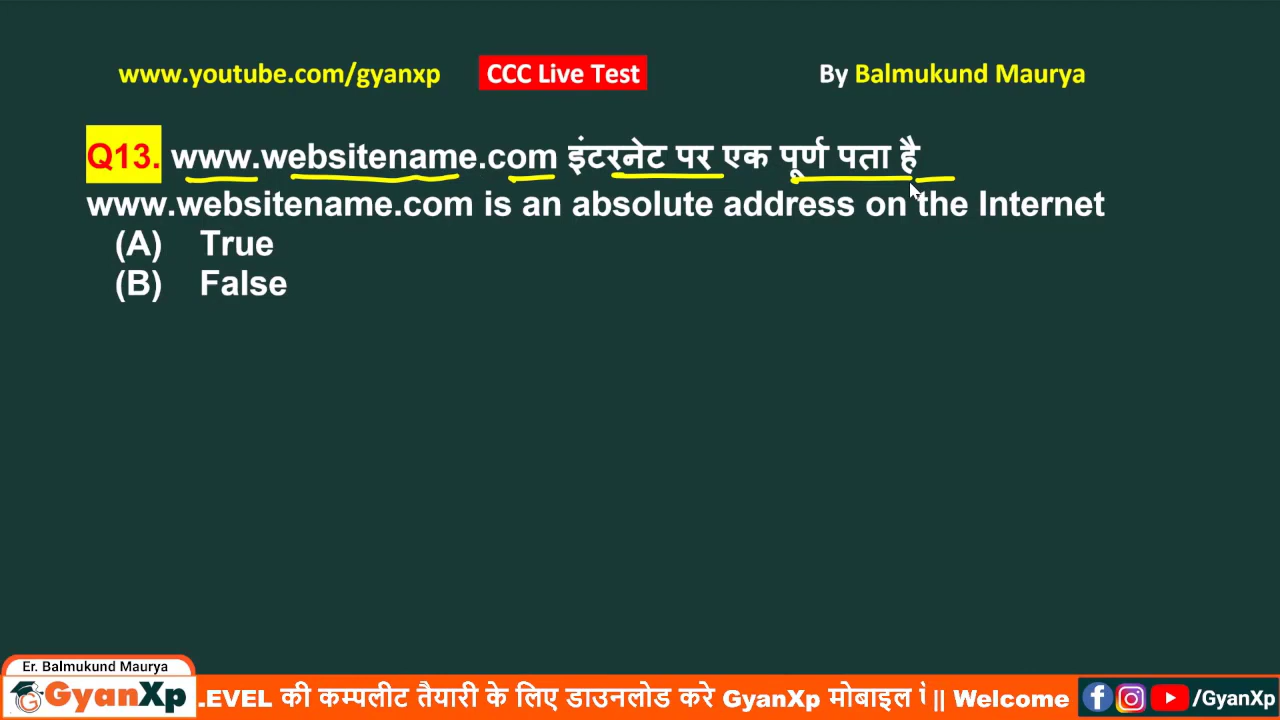 www.youtube.com/gyanxp CCC Live Test By Balmukund Maurya
Q13. www.websitename.com इंटरनेट पर एक पूर्ण पता है
www.websitename.com is an absolute address on the Internet
(A) True
(B) False
Er. Balmukund Maurya
GyanXp .EVEL की कम्पलीट तैयारी के लिए डाउनलोड करे GyanXp मोबाइल || Welcome /GyanXp